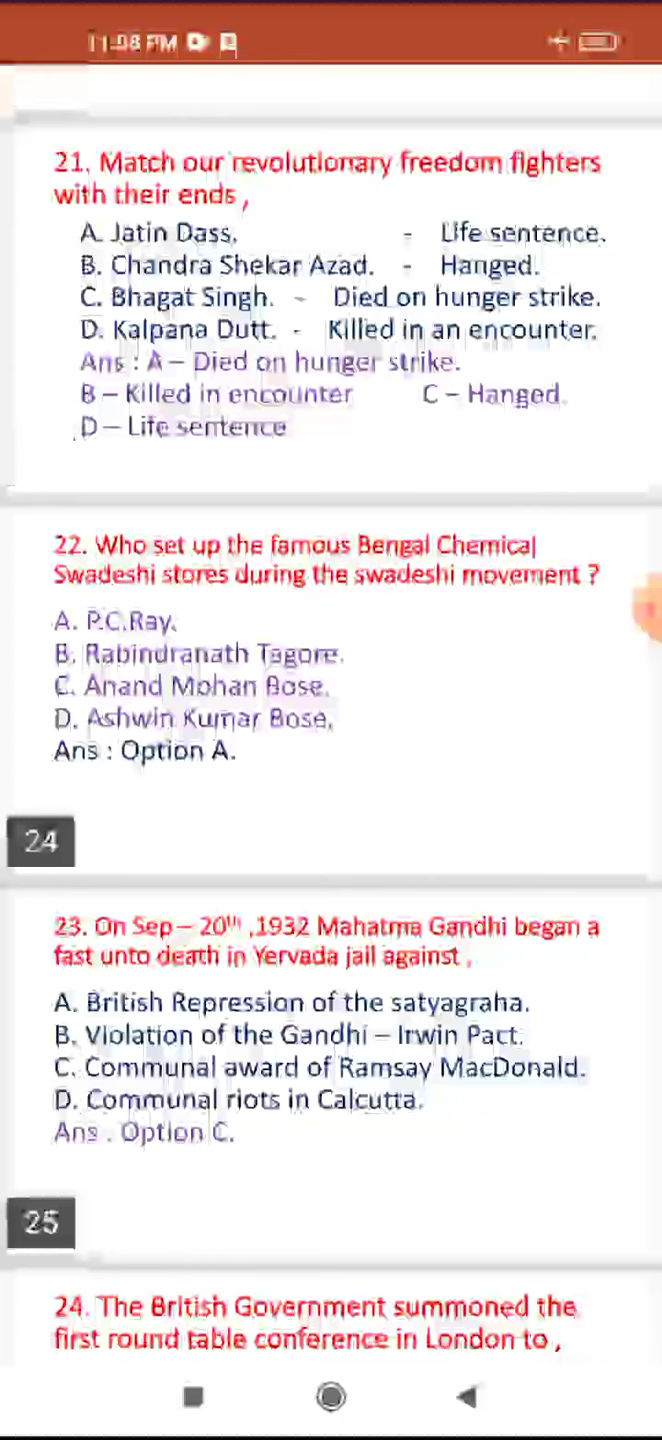 11:08 PM
21. Match our revolutionary freedom fighters
with their ends,
A. Jatin Dass. - Life sentence.
B. Chandra Shekar Azad. - Hanged.
C. Bhagat Singh. - Died on hunger strike.
D. Kalpana Dutt. - Killed in an encounter.
Ans : A – Died on hunger strike.
B – Killed in encounter C – Hanged.
D – Life sentence
22. Who set up the famous Bengal Chemical
Swadeshi stores during the swadeshi movement ?
A. P.C.Ray.
B. Rabindranath Tagore.
C. Anand Mohan Bose.
D. Ashwin Kumar Bose.
Ans : Option A.
24
23. On Sep – 20th ,1932 Mahatma Gandhi began a
fast unto death in Yervada jail against ,
A. British Repression of the satyagraha.
B. Violation of the Gandhi – Irwin Pact.
C. Communal award of Ramsay MacDonald.
D. Communal riots in Calcutta.
Ans . Option C.
25
24. The British Government summoned the
first round table conference in London to ,